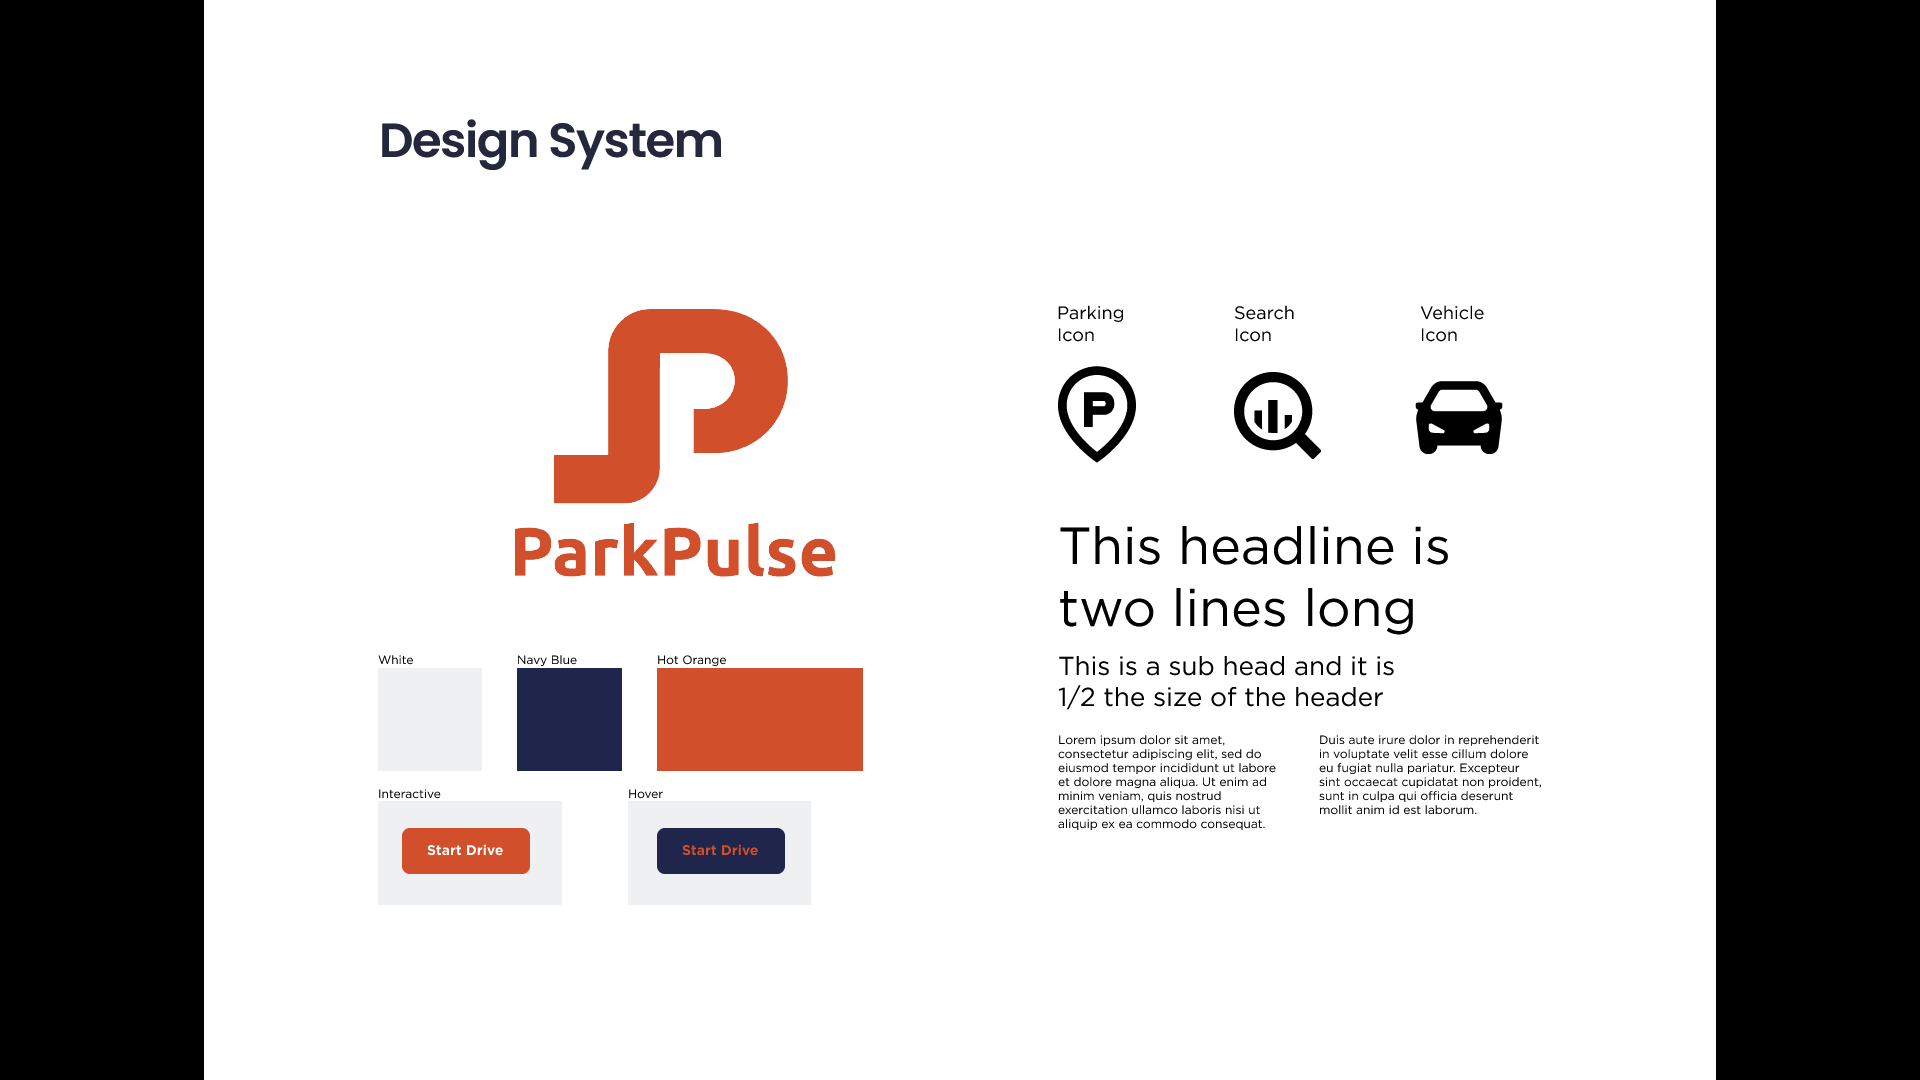 Design System
ParkPulse
White
Navy Blue
Hot Orange
Interactive
Hover
Start Drive
Start Drive
Parking
Icon
Search
Icon
Vehicle
Icon
P
This headline is
two lines long
This is a sub head and it is
1/2 the size of the header
Lorem ipsum dolor sit amet,
consectetur adipiscing elit, sed do
eiusmod tempor incididunt ut labore
et dolore magna aliqua. Ut enim ad
minim veniam, quis nostrud
exercitation ullamco laboris nisi ut
aliquip ex ea commodo consequat.
Duis aute irure dolor in reprehenderit
in voluptate velit esse cillum dolore
eu fugiat nulla pariatur. Excepteur
sint occaecat cupidatat non proident,
sunt in culpa qui officia deserunt
mollit anim id est laborum.